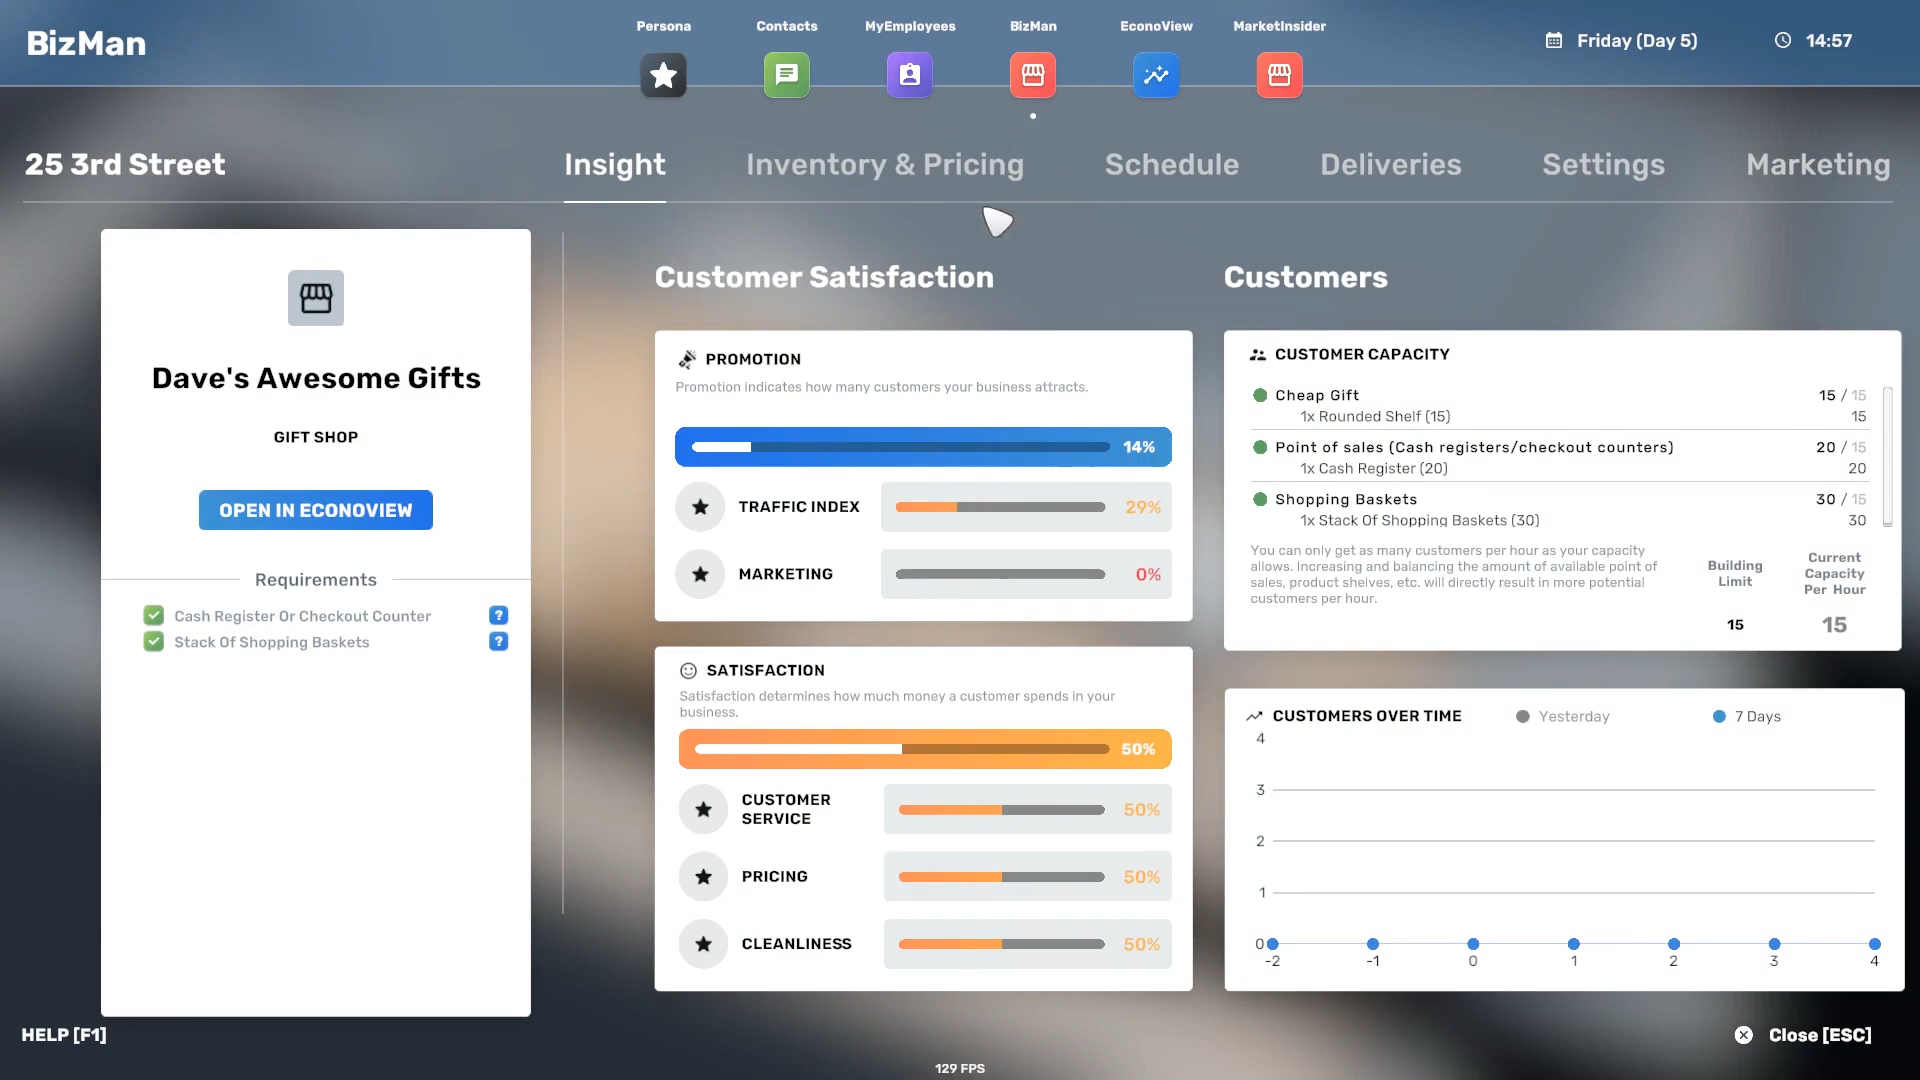 BizMan
Persona
Contacts
MyEmployees
BizMan
EconoView
MarketInsider
Friday (Day 5)
14:57
25 3rd Street
Insight
Inventory & Pricing
Schedule
Deliveries
Settings
Marketing
Dave's Awesome Gifts
GIFT SHOP
OPEN IN ECONOVIEW
Requirements
Cash Register Or Checkout Counter ?
Stack Of Shopping Baskets ?
Customer Satisfaction
PROMOTION
Promotion indicates how many customers your business attracts.
14%
TRAFFIC INDEX 29%
MARKETING 0%
SATISFACTION
Satisfaction determines how much money a customer spends in your
business.
50%
CUSTOMER
SERVICE
50%
PRICING 50%
CLEANLINESS 50%
Customers
CUSTOMER CAPACITY
Cheap Gift 15 / 15
1x Rounded Shelf (15) 15
Point of sales (Cash registers/checkout counters) 20 / 15
1x Cash Register (20) 20
Shopping Baskets 30 / 15
1x Stack Of Shopping Baskets (30) 30
You can only get as many customers per hour as your capacity
allows. Increasing and balancing the amount of available point of
sales, product shelves, etc. will directly result in more potential
customers per hour.
Building
Limit
15
Current
Capacity
Per Hour
15
CUSTOMERS OVER TIME
Yesterday
7 Days
4
3
2
1
0
-2 -1 0 1 2 3 4
HELP [F1]
Close [ESC]
129 FPS